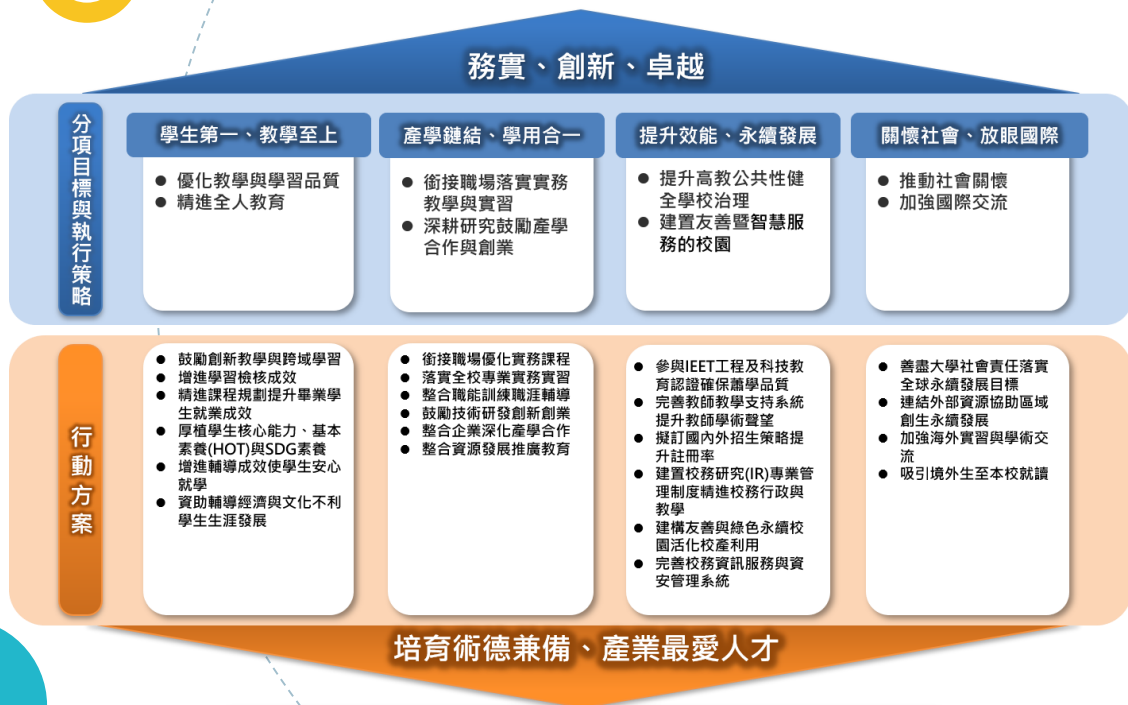 務實、創新、卓越
分項目標與執行策略
學生第一、教學至上
● 優化教學與學習品質
● 精進全人教育
產學鏈結、學用合一
● 銜接職場落實實務
教學與實習
● 深耕研究鼓勵產學
合作與創業
提升效能、永續發展
● 提升高教公共性健
全學校治理
● 建置友善暨智慧服
務的校園
關懷社會、放眼國際
● 推動社會關懷
● 加強國際交流
行動方案
● 鼓勵創新教學與跨域學習
● 增進學習檢核成效
● 精進課程規劃提升畢業學
生就業成效
● 厚植學生核心能力、基本
素養(HOT)與SDG素養
● 增進輔導成效使學生安心
就學
● 資助輔導經濟與文化不利
學生生涯發展
● 銜接職場優化實務課程
● 落實全校專業實務實習
● 整合職能訓練職涯輔導
● 鼓勵技術研發創新創業
● 整合企業深化產學合作
● 整合資源發展推廣教育
● 參與IEET工程及科技教
育認證確保蕭學品質
● 完善教師教學支持系統
提升教師學術聲望
● 擬訂國內外招生策略提
升註冊率
● 建置校務研究(IR)專業管
理制度精進校務行政與
教學
● 建構友善與綠色永續校
園活化校產利用
● 完善校務資訊服務與資
安管理系統
● 善盡大學社會責任落實
全球永續發展目標
● 連結外部資源協助區域
創生永續發展
● 加強海外實習與學術交
流
● 吸引境外生至本校就讀
培育術德兼備、產業最愛人才